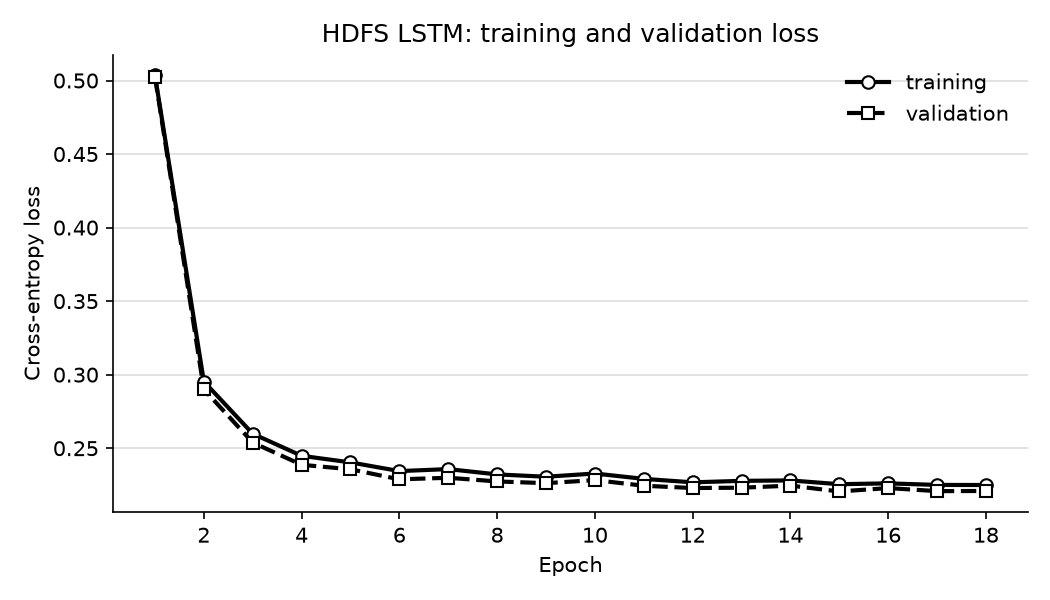 HDFS LSTM: training and validation loss
training
validation
Cross-entropy loss
0.50
0.45
0.40
0.35
0.30
0.25
2 4 6 8 10 12 14 16 18
Epoch